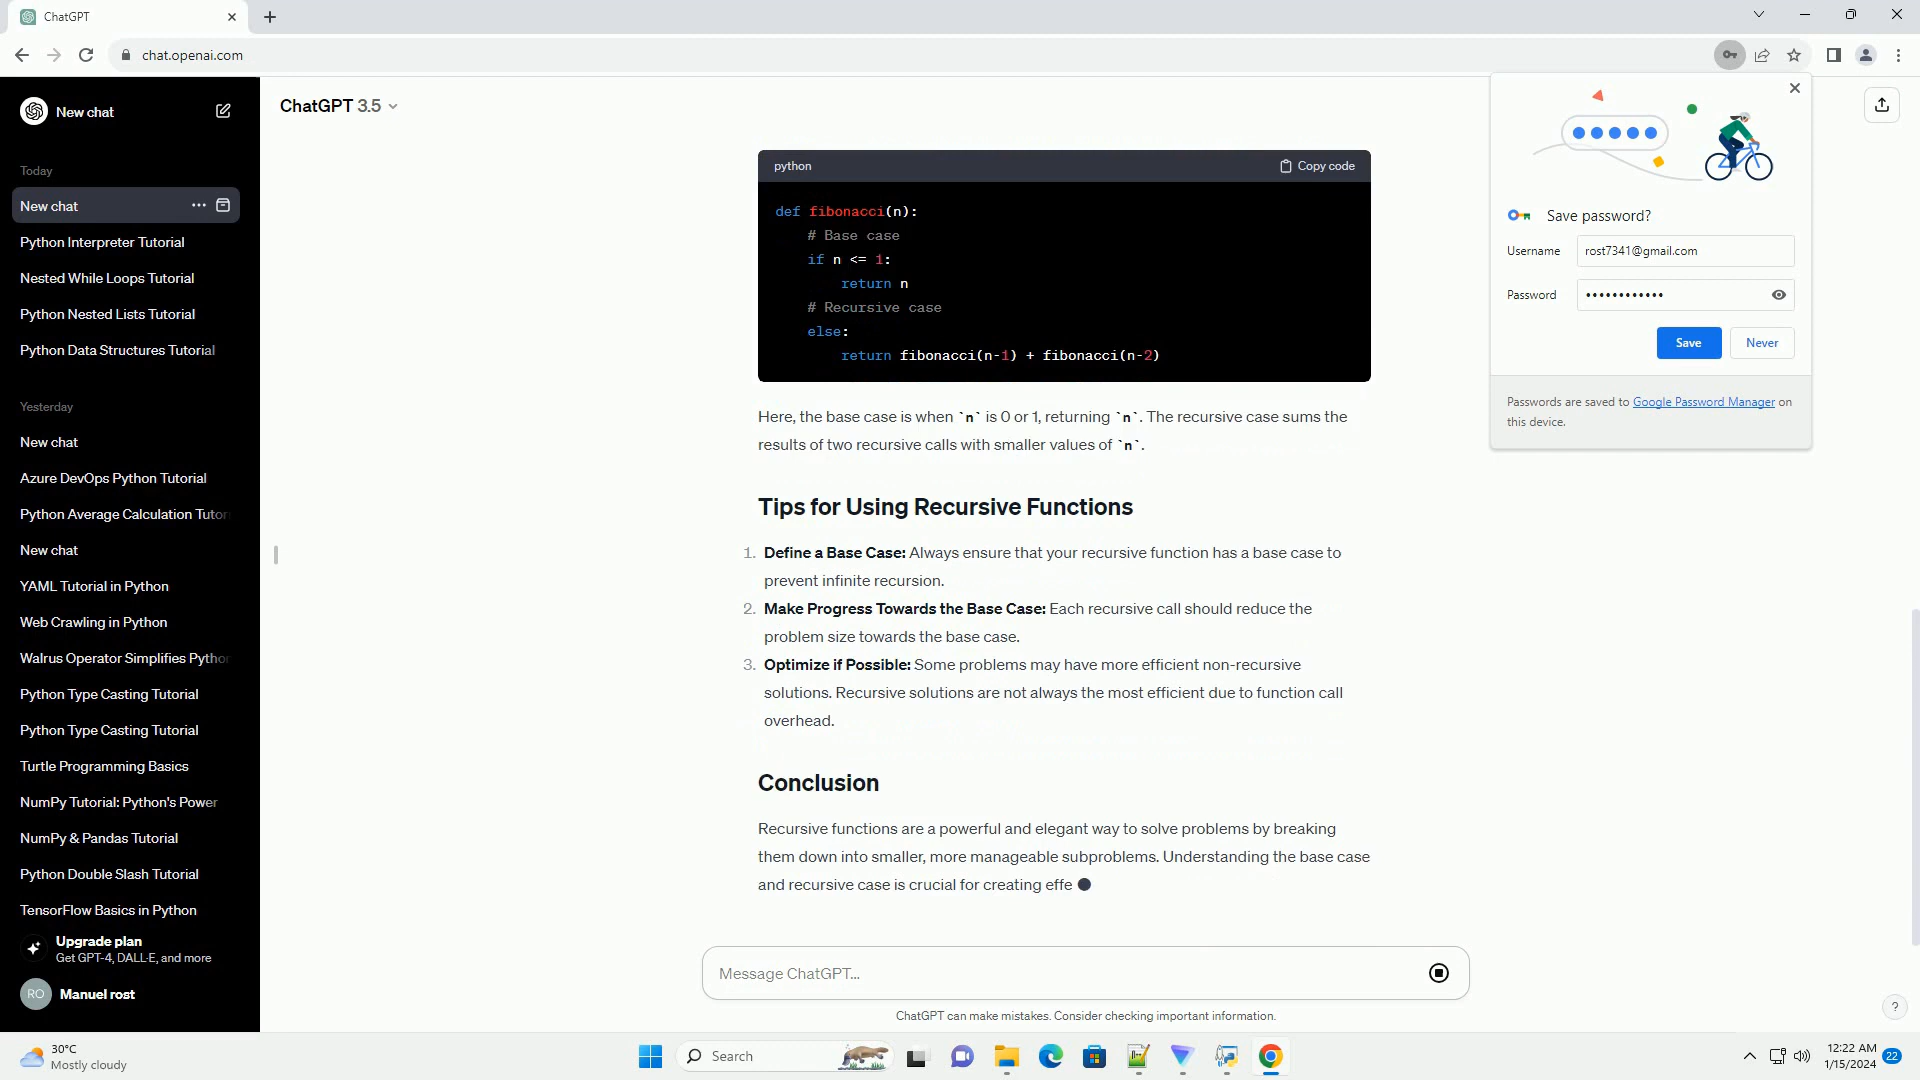 ChatGPT
chat.openai.com
New chat
Today
New chat
Python Interpreter Tutorial
Nested While Loops Tutorial
Python Nested Lists Tutorial
Python Data Structures Tutorial
Yesterday
New chat
Azure DevOps Python Tutorial
Python Average Calculation Tutor
New chat
YAML Tutorial in Python
Web Crawling in Python
Walrus Operator Simplifies Python
Python Type Casting Tutorial
Python Type Casting Tutorial
Turtle Programming Basics
NumPy Tutorial: Python's Power
NumPy & Pandas Tutorial
Python Double Slash Tutorial
TensorFlow Basics in Python
Upgrade plan
Get GPT-4, DALL·E, and more
RO Manuel rost
ChatGPT 3.5
python Copy code
def fibonacci(n):
# Base case
if n <= 1:
return n
# Recursive case
else:
return fibonacci(n-1) + fibonacci(n-2)
Here, the base case is when `n` is 0 or 1, returning `n`. The recursive case sums the
results of two recursive calls with smaller values of `n`.
Tips for Using Recursive Functions
1. Define a Base Case: Always ensure that your recursive function has a base case to
prevent infinite recursion.
2. Make Progress Towards the Base Case: Each recursive call should reduce the
problem size towards the base case.
3. Optimize if Possible: Some problems may have more efficient non-recursive
solutions. Recursive solutions are not always the most efficient due to function call
overhead.
Conclusion
Recursive functions are a powerful and elegant way to solve problems by breaking
them down into smaller, more manageable subproblems. Understanding the base case
and recursive case is crucial for creating effe
Message ChatGPT...
ChatGPT can make mistakes. Consider checking important information.
?
Save password?
Username rost7341@gmail.com
Password ••••••••••••
Save Never
Passwords are saved to Google Password Manager on
this device.
30°C
Mostly cloudy
Search
12:22 AM
1/15/2024
22